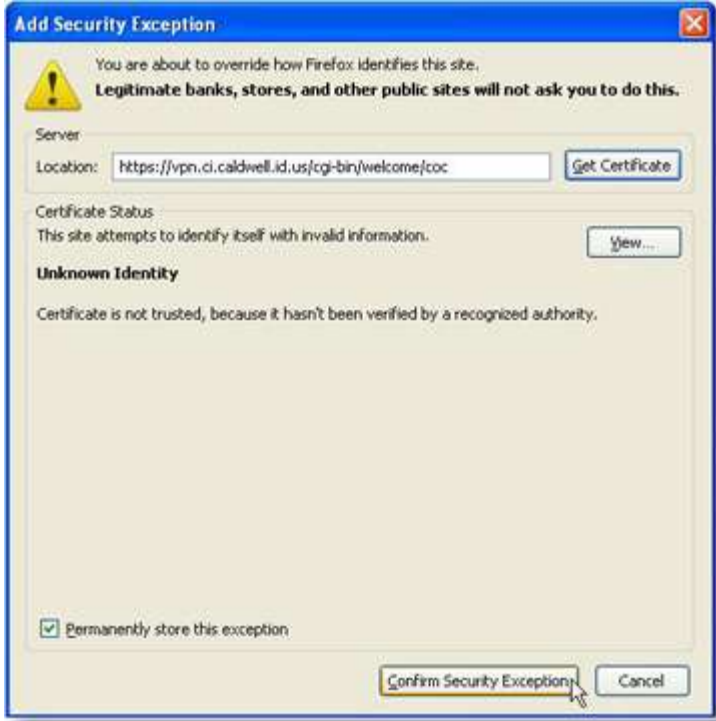 Add Security Exception
You are about to override how Firefox identifies this site.
Legitimate banks, stores, and other public sites will not ask you to do this.
Server
Location: https://vpn.ci.caldwell.id.us/cgi-bin/welcome/coc Get Certificate
Certificate Status
This site attempts to identify itself with invalid information.
View...
Unknown Identity
Certificate is not trusted, because it hasn't been verified by a recognized authority.
Permanently store this exception
Confirm Security Exception Cancel